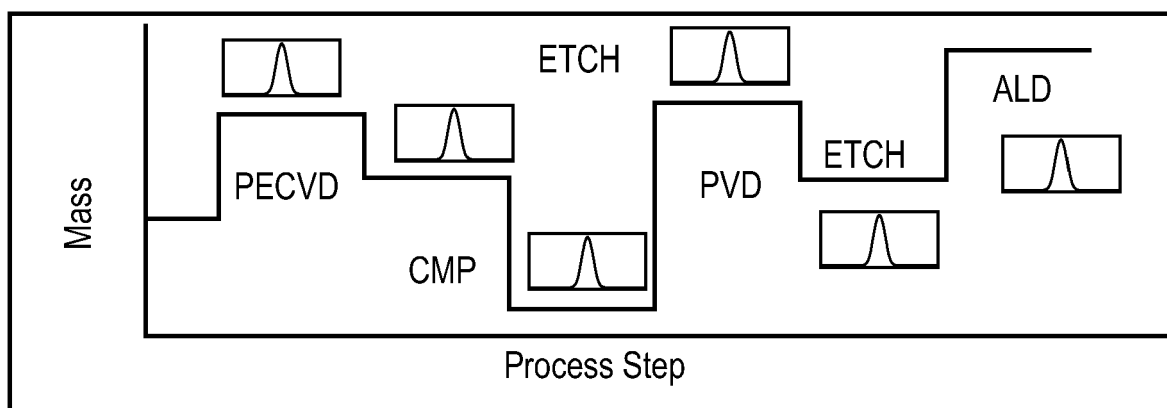 ETCH
ALD
ETCH
PECVD
PVD
Mass
CMP
Process Step